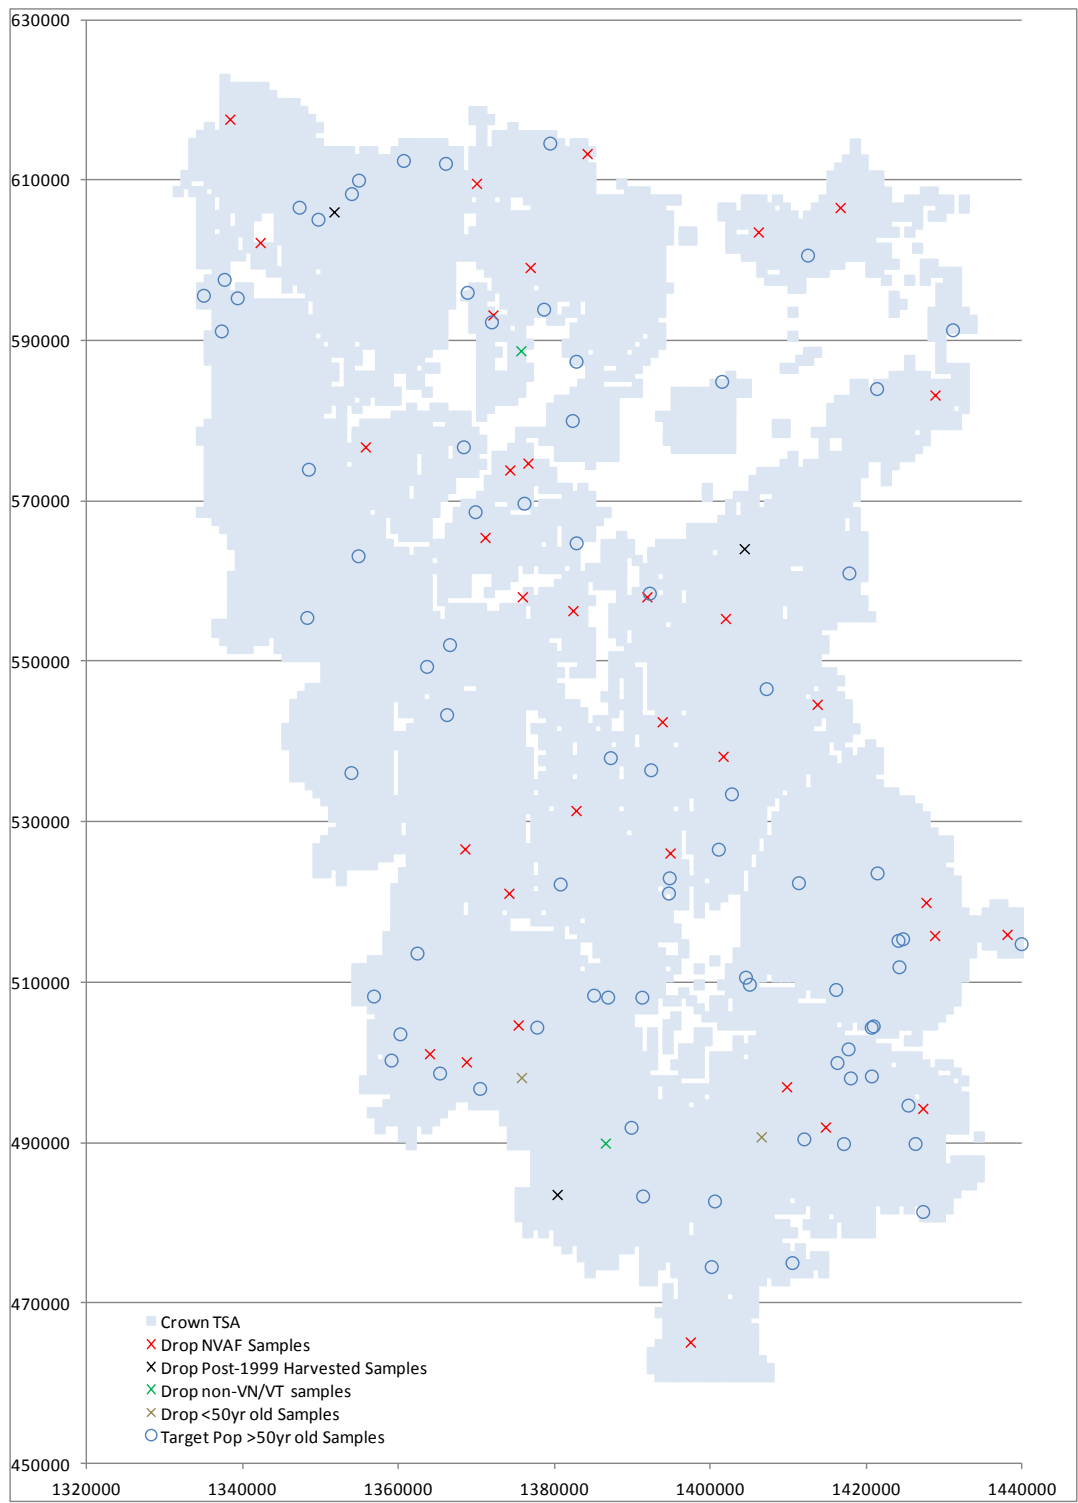 630000
610000
590000
570000
550000
530000
510000
490000
470000
450000
Crown TSA
Drop NVAF Samples
Drop Post-1999 Harvested Samples
Drop non-VN/VT samples
Drop <50yr old Samples
Target Pop >50yr old Samples
1320000 1340000 1360000 1380000 1400000 1420000 1440000